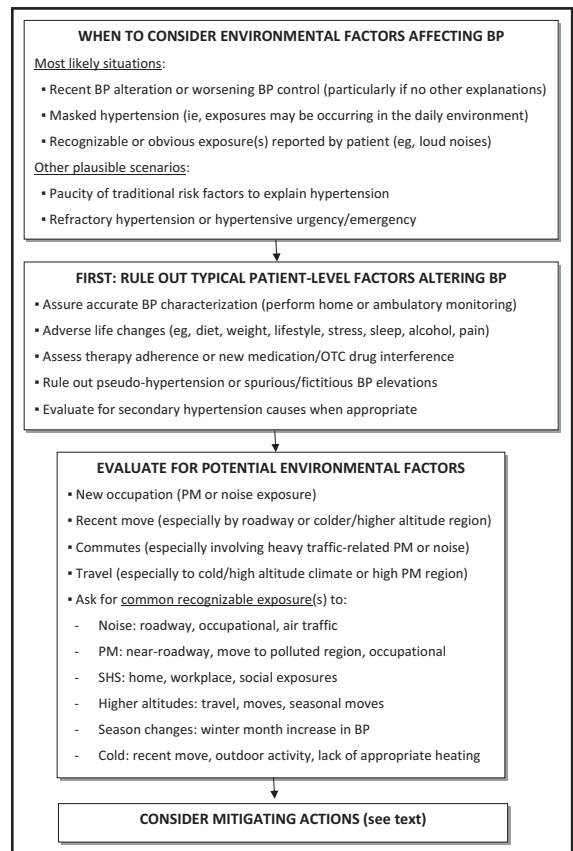 WHEN TO CONSIDER ENVIRONMENTAL FACTORS AFFECTING BP
Most likely situations:
▪ Recent BP alteration or worsening BP control (particularly if no other explanations)
▪ Masked hypertension (ie, exposures may be occurring in the daily environment)
▪ Recognizable or obvious exposure(s) reported by patient (eg, loud noises)
Other plausible scenarios:
▪ Paucity of traditional risk factors to explain hypertension
▪ Refractory hypertension or hypertensive urgency/emergency
FIRST: RULE OUT TYPICAL PATIENT-LEVEL FACTORS ALTERING BP
▪ Assure accurate BP characterization (perform home or ambulatory monitoring)
▪ Adverse life changes (eg, diet, weight, lifestyle, stress, sleep, alcohol, pain)
▪ Assess therapy adherence or new medication/OTC drug interference
▪ Rule out pseudo-hypertension or spurious/fictitious BP elevations
▪ Evaluate for secondary hypertension causes when appropriate
EVALUATE FOR POTENTIAL ENVIRONMENTAL FACTORS
▪ New occupation (PM or noise exposure)
▪ Recent move (especially by roadway or colder/higher altitude region)
▪ Commutes (especially involving heavy traffic-related PM or noise)
▪ Travel (especially to cold/high altitude climate or high PM region)
▪ Ask for common recognizable exposure(s) to:
- Noise: roadway, occupational, air traffic
- PM: near-roadway, move to polluted region, occupational
- SHS: home, workplace, social exposures
- Higher altitudes: travel, moves, seasonal moves
- Season changes: winter month increase in BP
- Cold: recent move, outdoor activity, lack of appropriate heating
CONSIDER MITIGATING ACTIONS (see text)